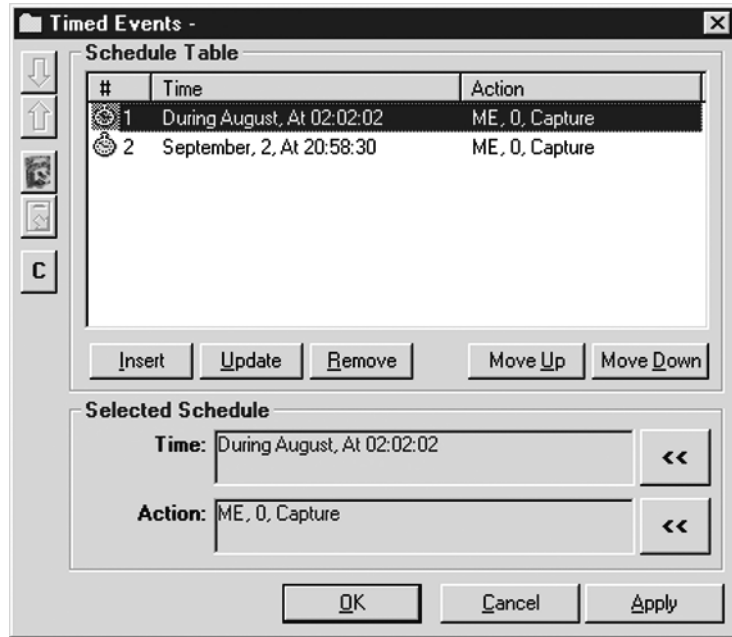 Timed Events -
Schedule Table
# Time Action
1 During August, At 02:02:02 ME, 0, Capture
2 September, 2, At 20:58:30 ME, 0, Capture
C
Insert Update Remove Move Up Move Down
Selected Schedule
Time: During August, At 02:02:02 <<
Action: ME, 0, Capture <<
OK Cancel Apply